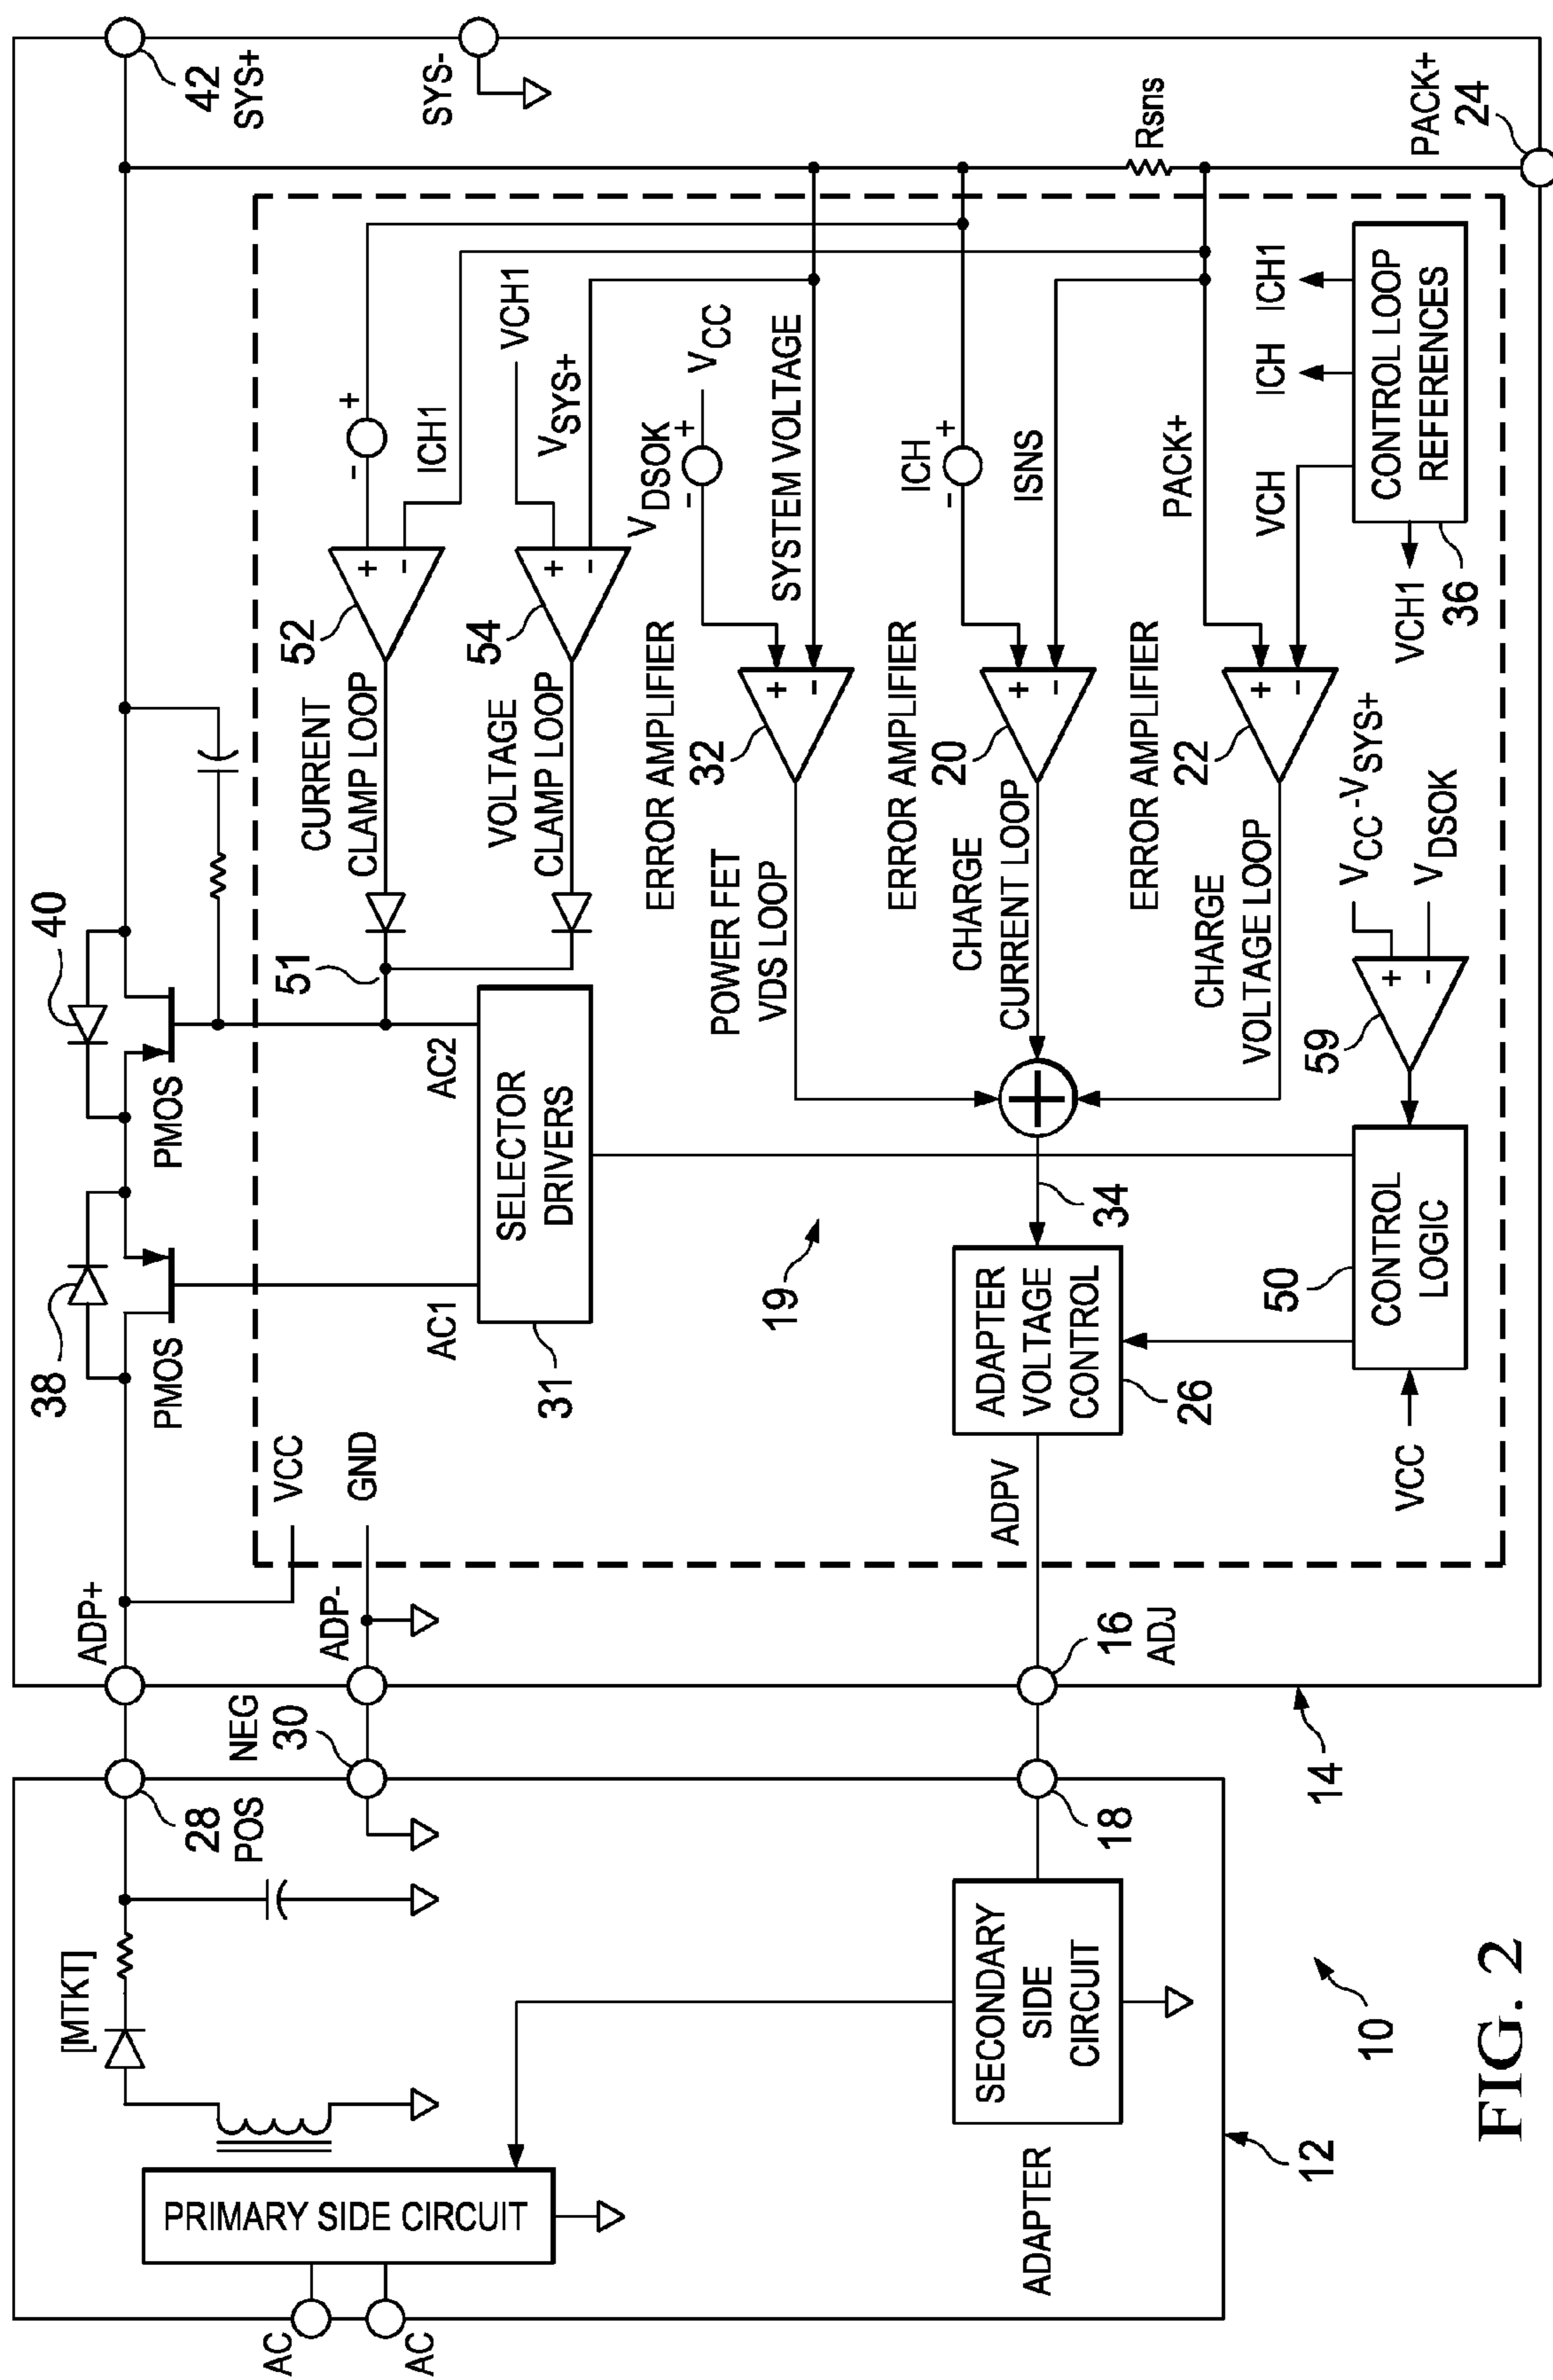 42
SYS+
SYS-
PACK+
24
Rsns
40
PMOS
38
PMOS
ADP+
VCC
ADP-
GND
NEG
30
28
POS
[MTKT]
PRIMARY SIDE CIRCUIT
AC
AC
SECONDARY
SIDE
CIRCUIT
ADAPTER
12
18
16
ADJ
14
10
ADPV
ADAPTER
VOLTAGE
CONTROL
26
34
19
SELECTOR
DRIVERS
31
AC1
AC2
51
CURRENT
CLAMP LOOP
52
+
-
+
-
ICH1
VOLTAGE
CLAMP LOOP
54
+
-
VCH1
VSYS+
ERROR AMPLIFIER
32
+
-
VDSOK
-
+
VCC
SYSTEM VOLTAGE
POWER FET
VDS LOOP
ERROR AMPLIFIER
20
+
-
ICH
-
+
ISNS
CHARGE
CURRENT LOOP
ERROR AMPLIFIER
22
+
-
PACK+
VCH
CHARGE
VOLTAGE LOOP
CONTROL LOOP
REFERENCES
36
ICH
ICH1
VCH1
VCC-VSYS+
VDSOK
59
+
-
CONTROL
LOGIC
50
VCC
FIG. 2